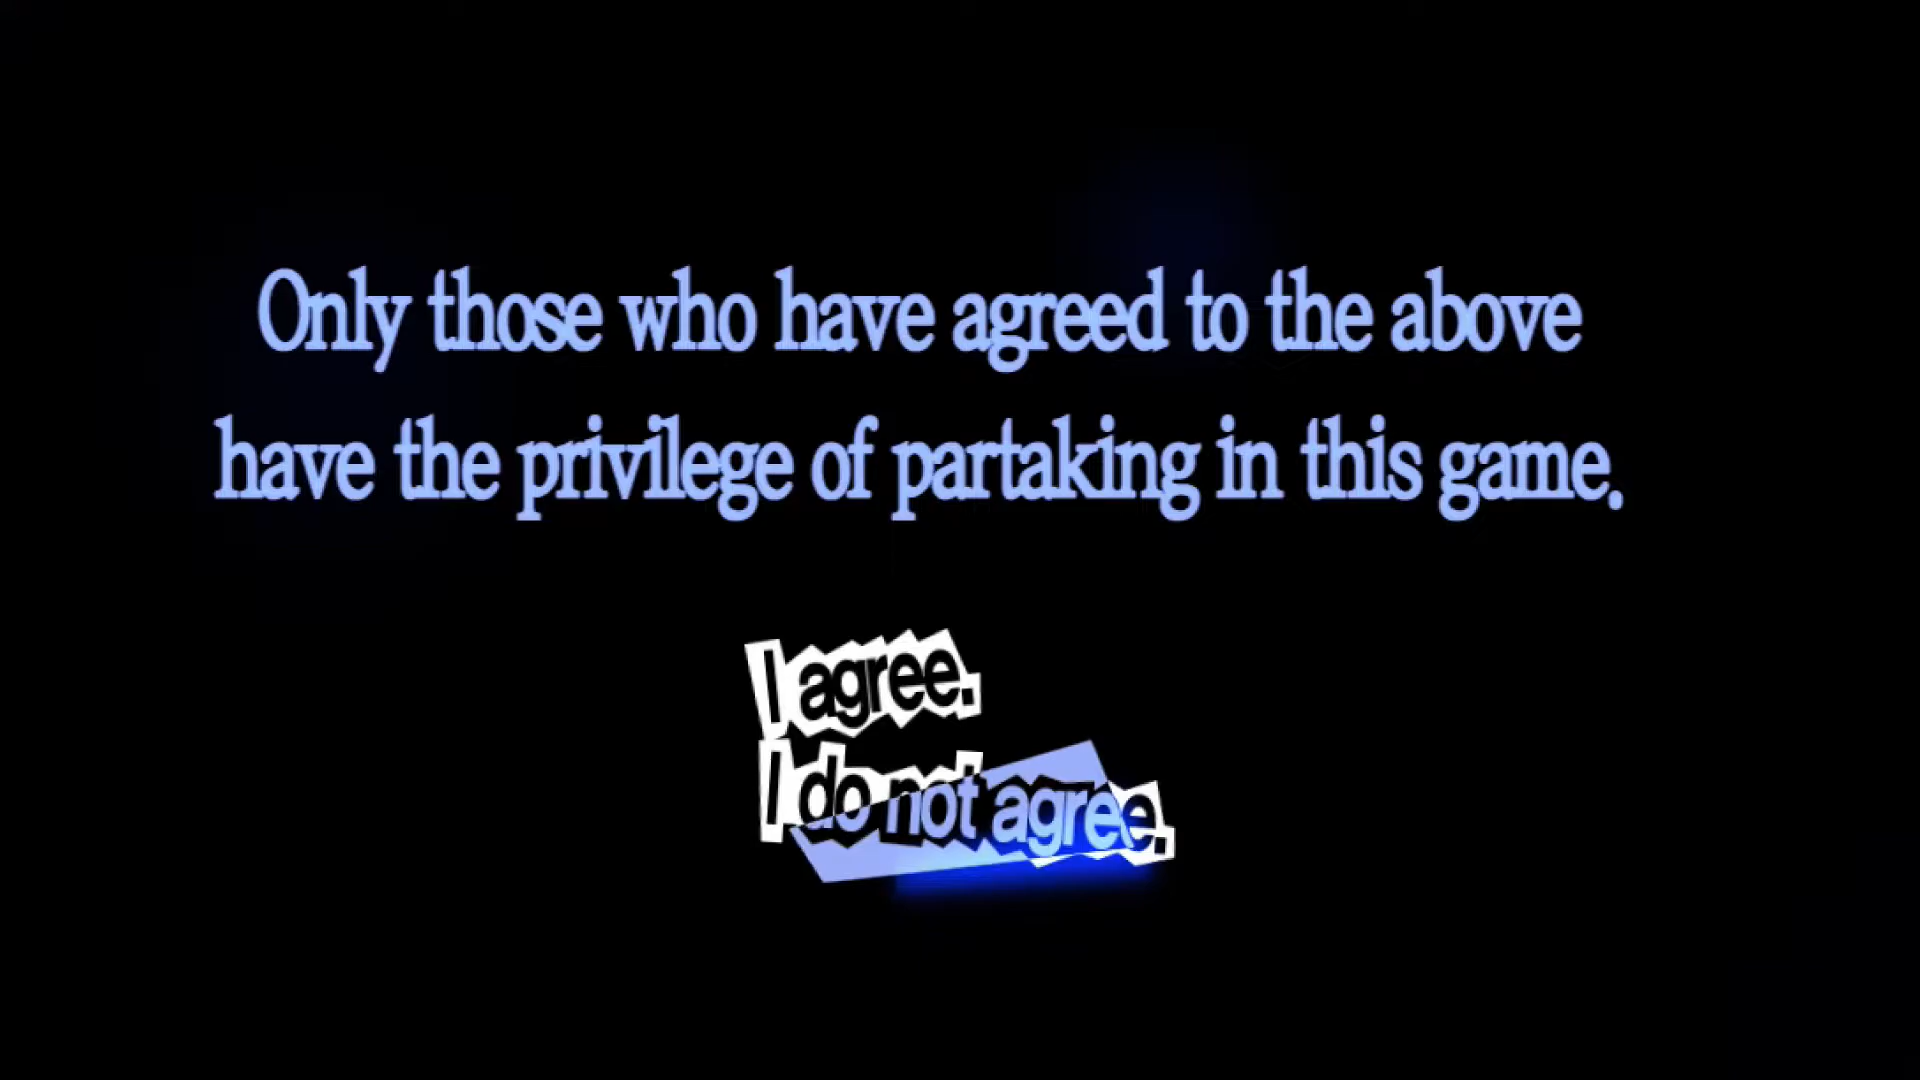 Only those who have agreed to the above
have the privilege of partaking in this game.
I agree.
I do not agree.